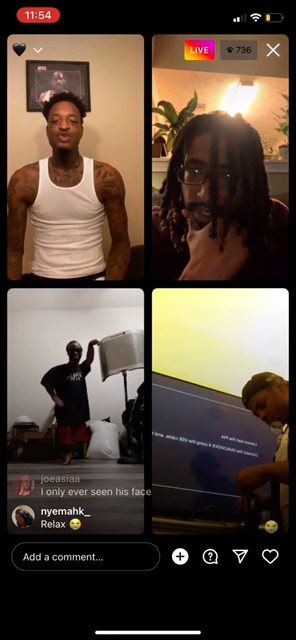 11:54
LIVE
736
joeasiaa
I only ever seen his face
nyemahk_
Relax 😭
Add a comment...